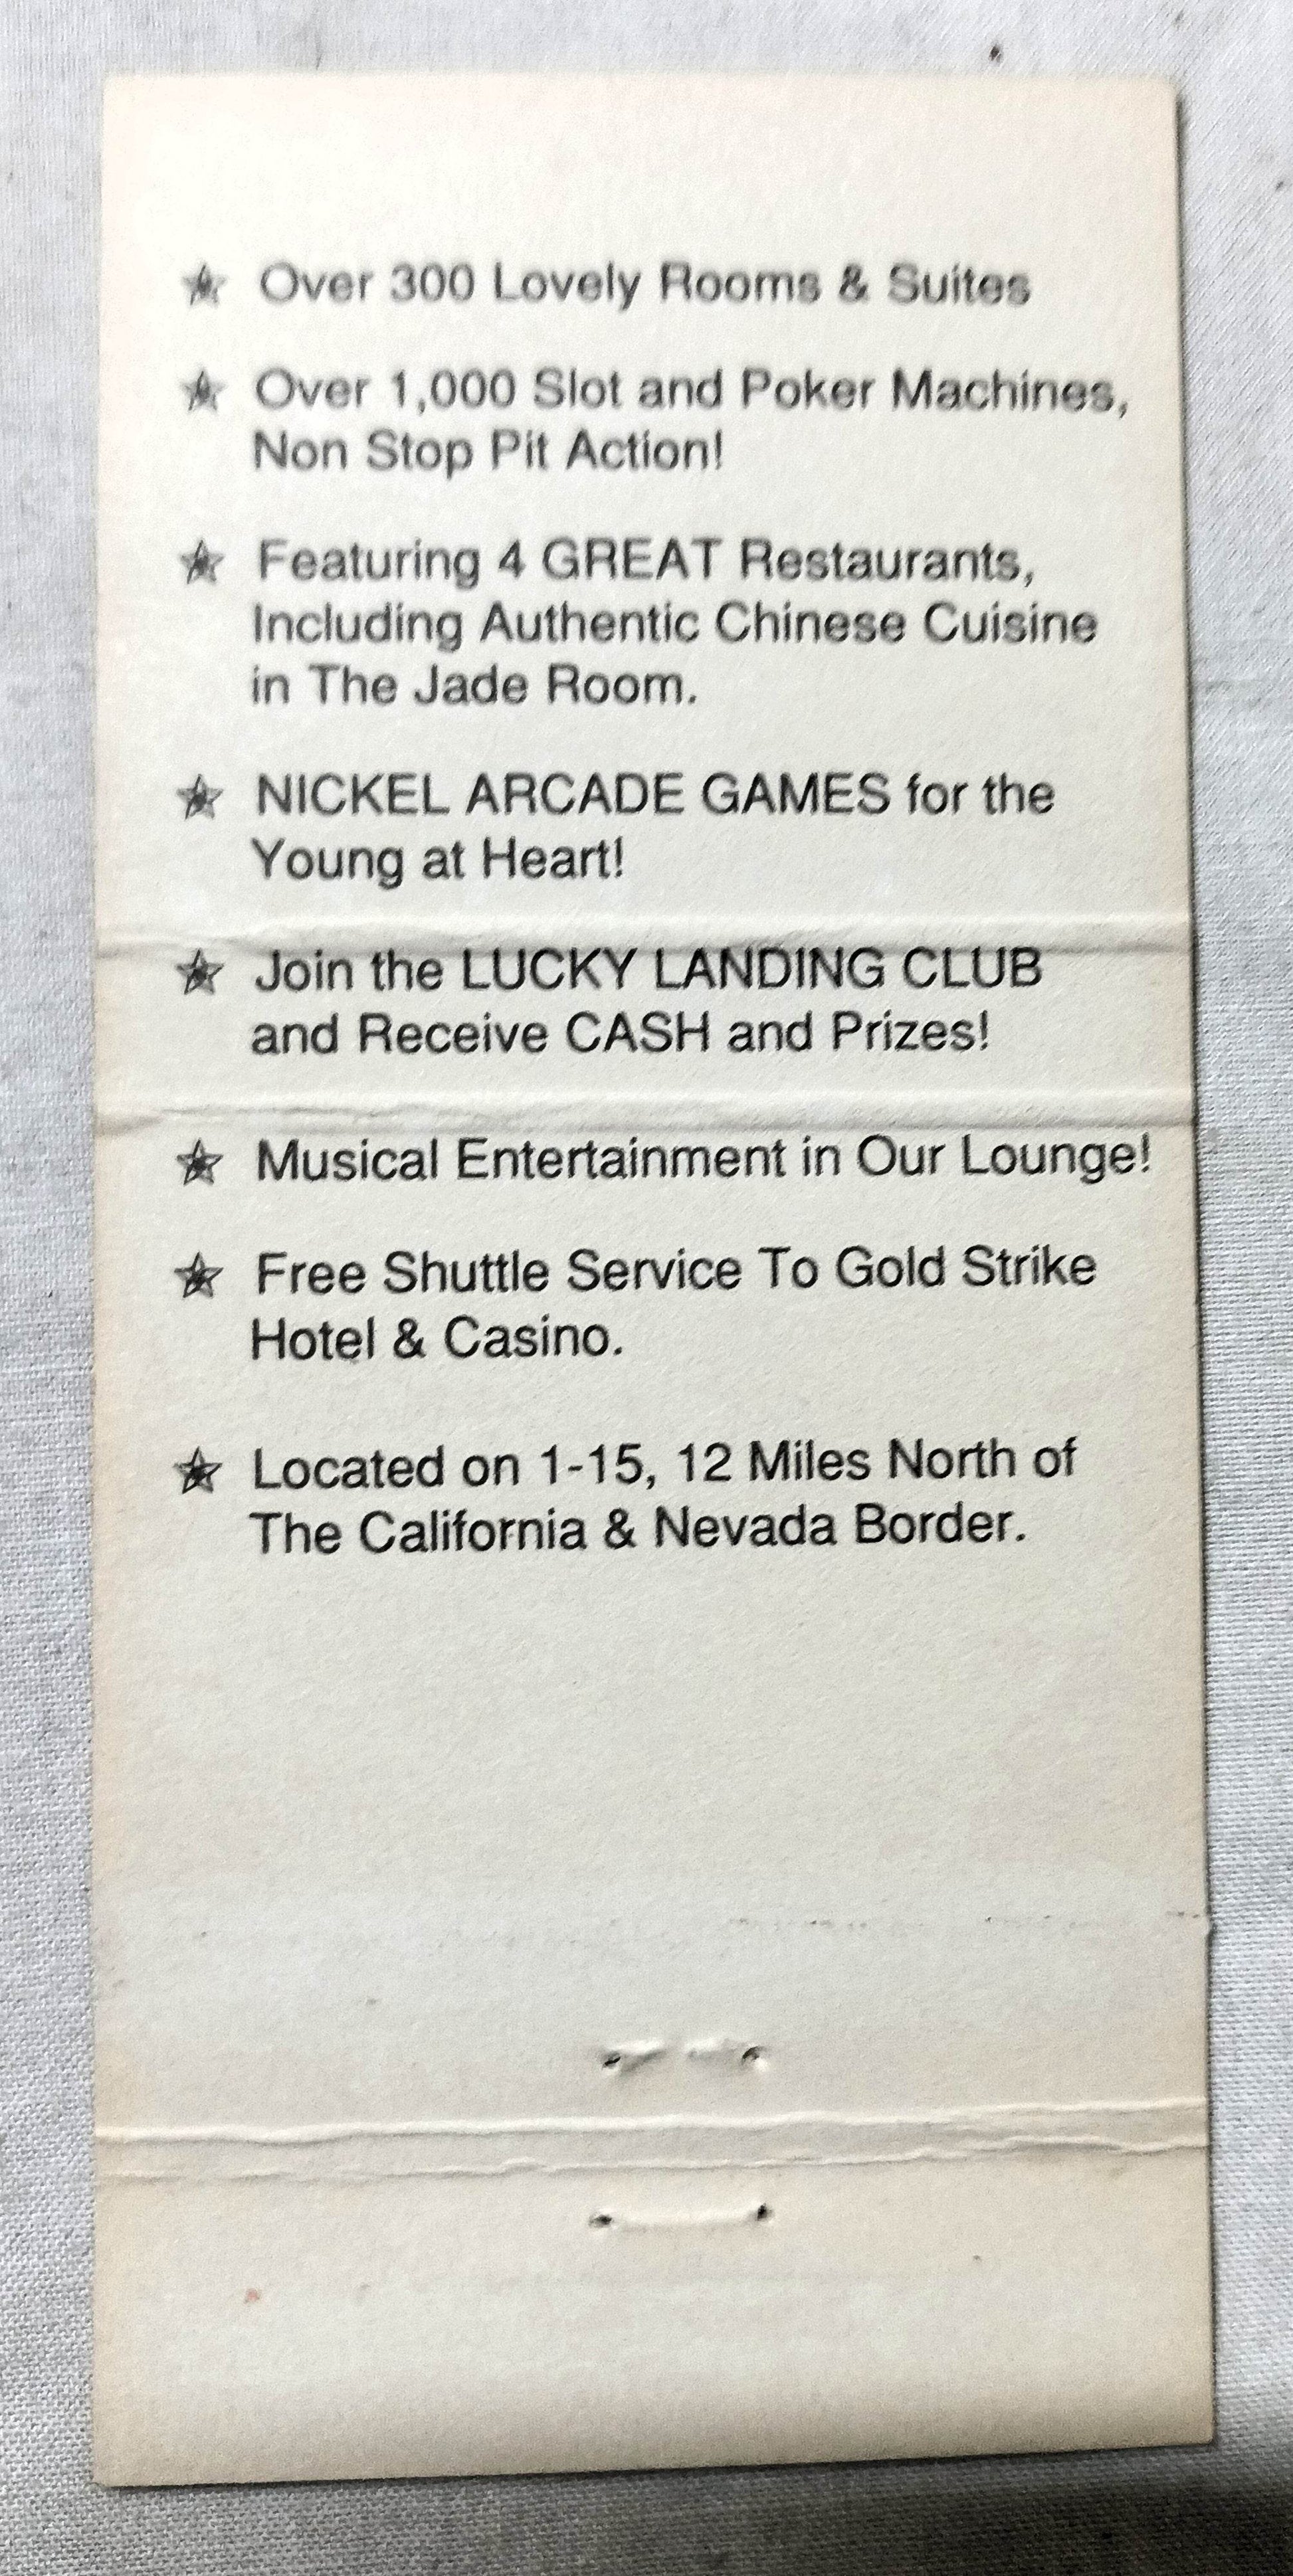 ★ Over 300 Lovely Rooms & Suites
★ Over 1,000 Slot and Poker Machines,
Non Stop Pit Action!
★ Featuring 4 GREAT Restaurants,
Including Authentic Chinese Cuisine
in The Jade Room.
★ NICKEL ARCADE GAMES for the
Young at Heart!
★ Join the LUCKY LANDING CLUB
and Receive CASH and Prizes!
★ Musical Entertainment in Our Lounge!
★ Free Shuttle Service To Gold Strike
Hotel & Casino.
★ Located on 1-15, 12 Miles North of
The California & Nevada Border.